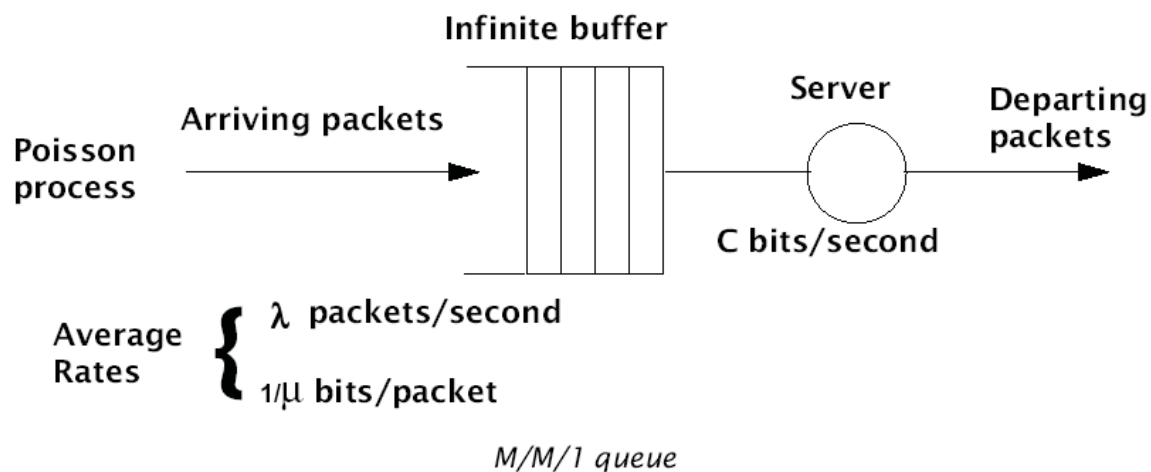 Infinite buffer
Server
Departing
packets
Arriving packets
Poisson
process
C bits/second
λ packets/second
Average
Rates
1/μ bits/packet
M/M/1 queue